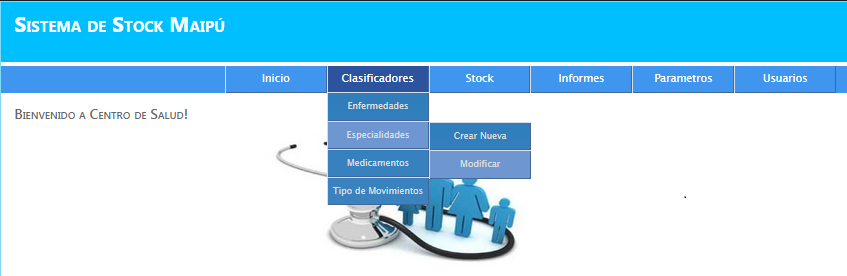 Sistema de Stock Maipú
Inicio Clasificadores Stock Informes Parametros Usuarios
Bienvenido a Centro de Salud!
Enfermedades
Especialidades Crear Nueva
Medicamentos Modificar
Tipo de Movimientos